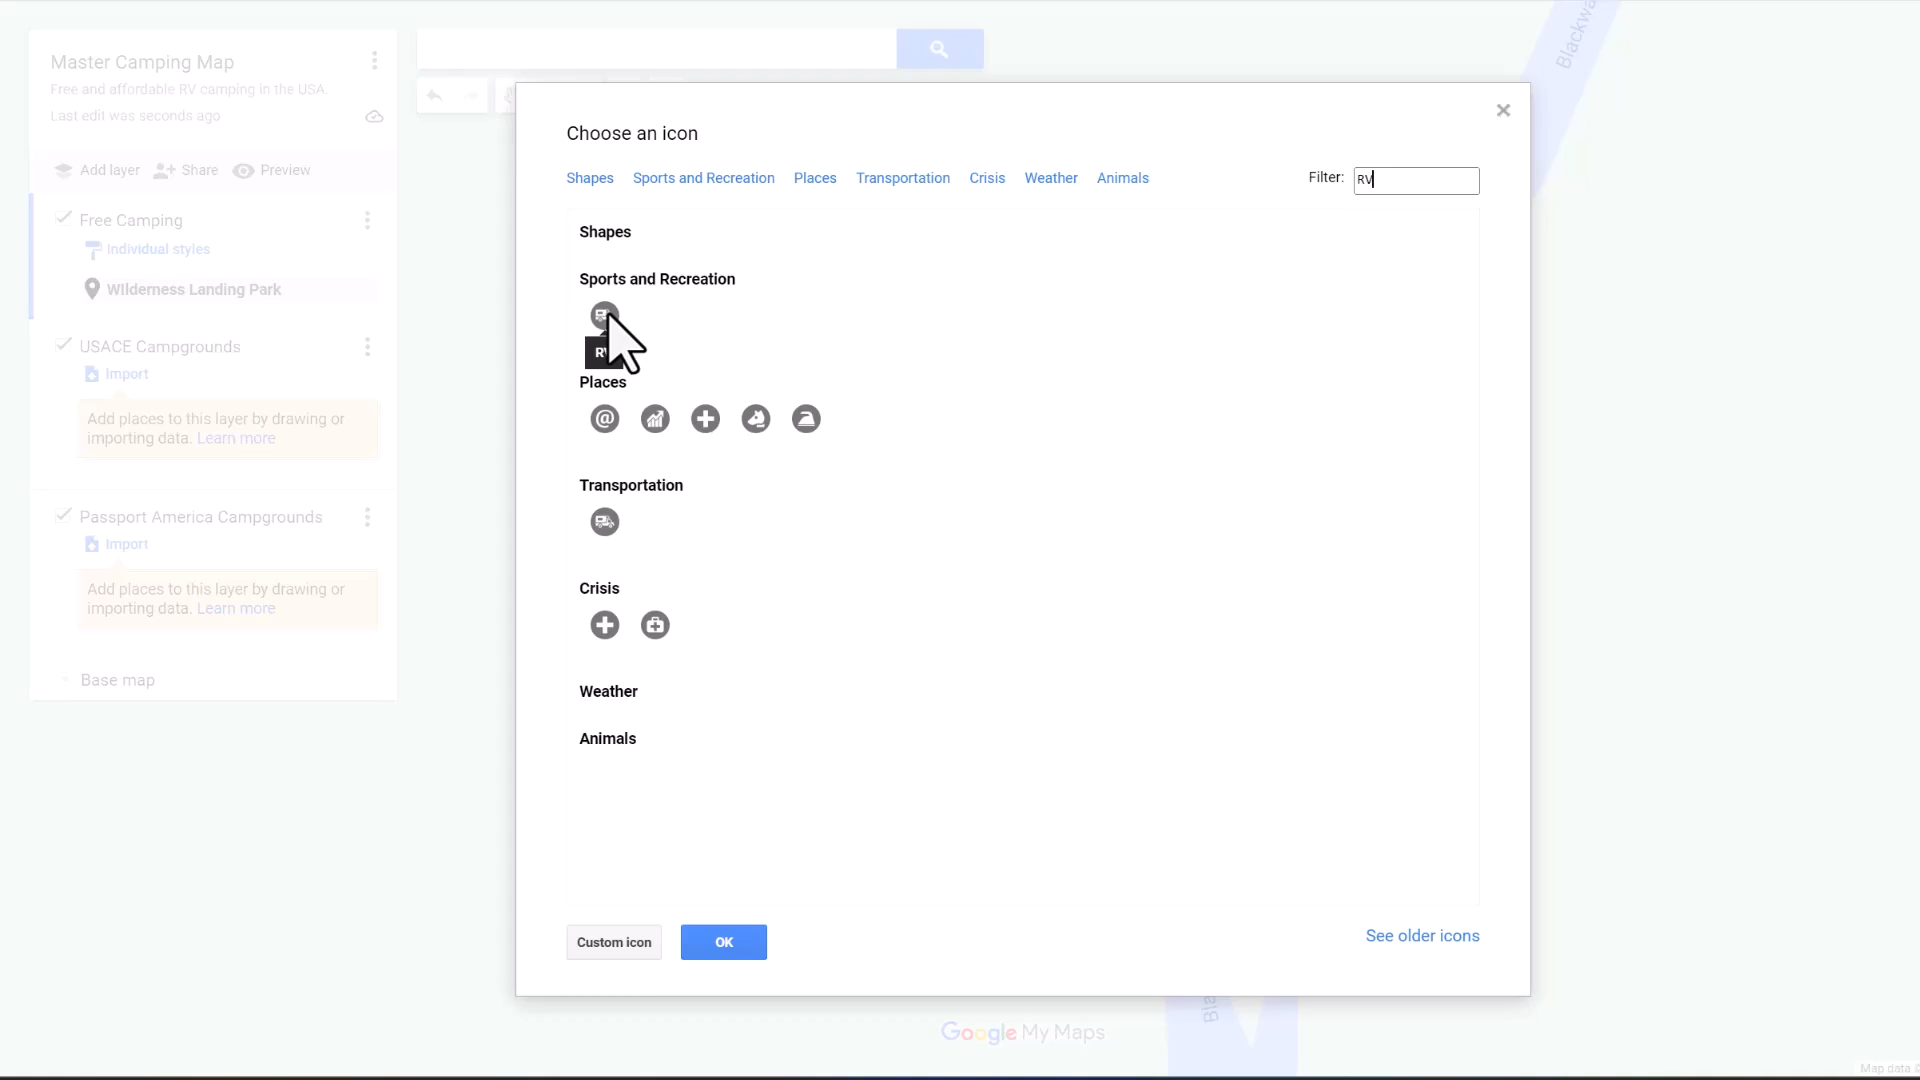 Master Camping Map
Free and affordable RV camping in the USA.
Last edit was seconds ago
Add layer
Share
Preview
Free Camping
Individual styles
WIlderness Landing Park
USACE Campgrounds
Import
Add places to this layer by drawing or
importing data. Learn more
Passport America Campgrounds
Import
Add places to this layer by drawing or
importing data. Learn more
Base map
Choose an icon
Shapes
Sports and Recreation
Places
Transportation
Crisis
Weather
Animals
Filter:
RV
Shapes
Sports and Recreation
Places
Transportation
Crisis
Weather
Animals
Custom icon
OK
See older icons
Google My Maps
Map data